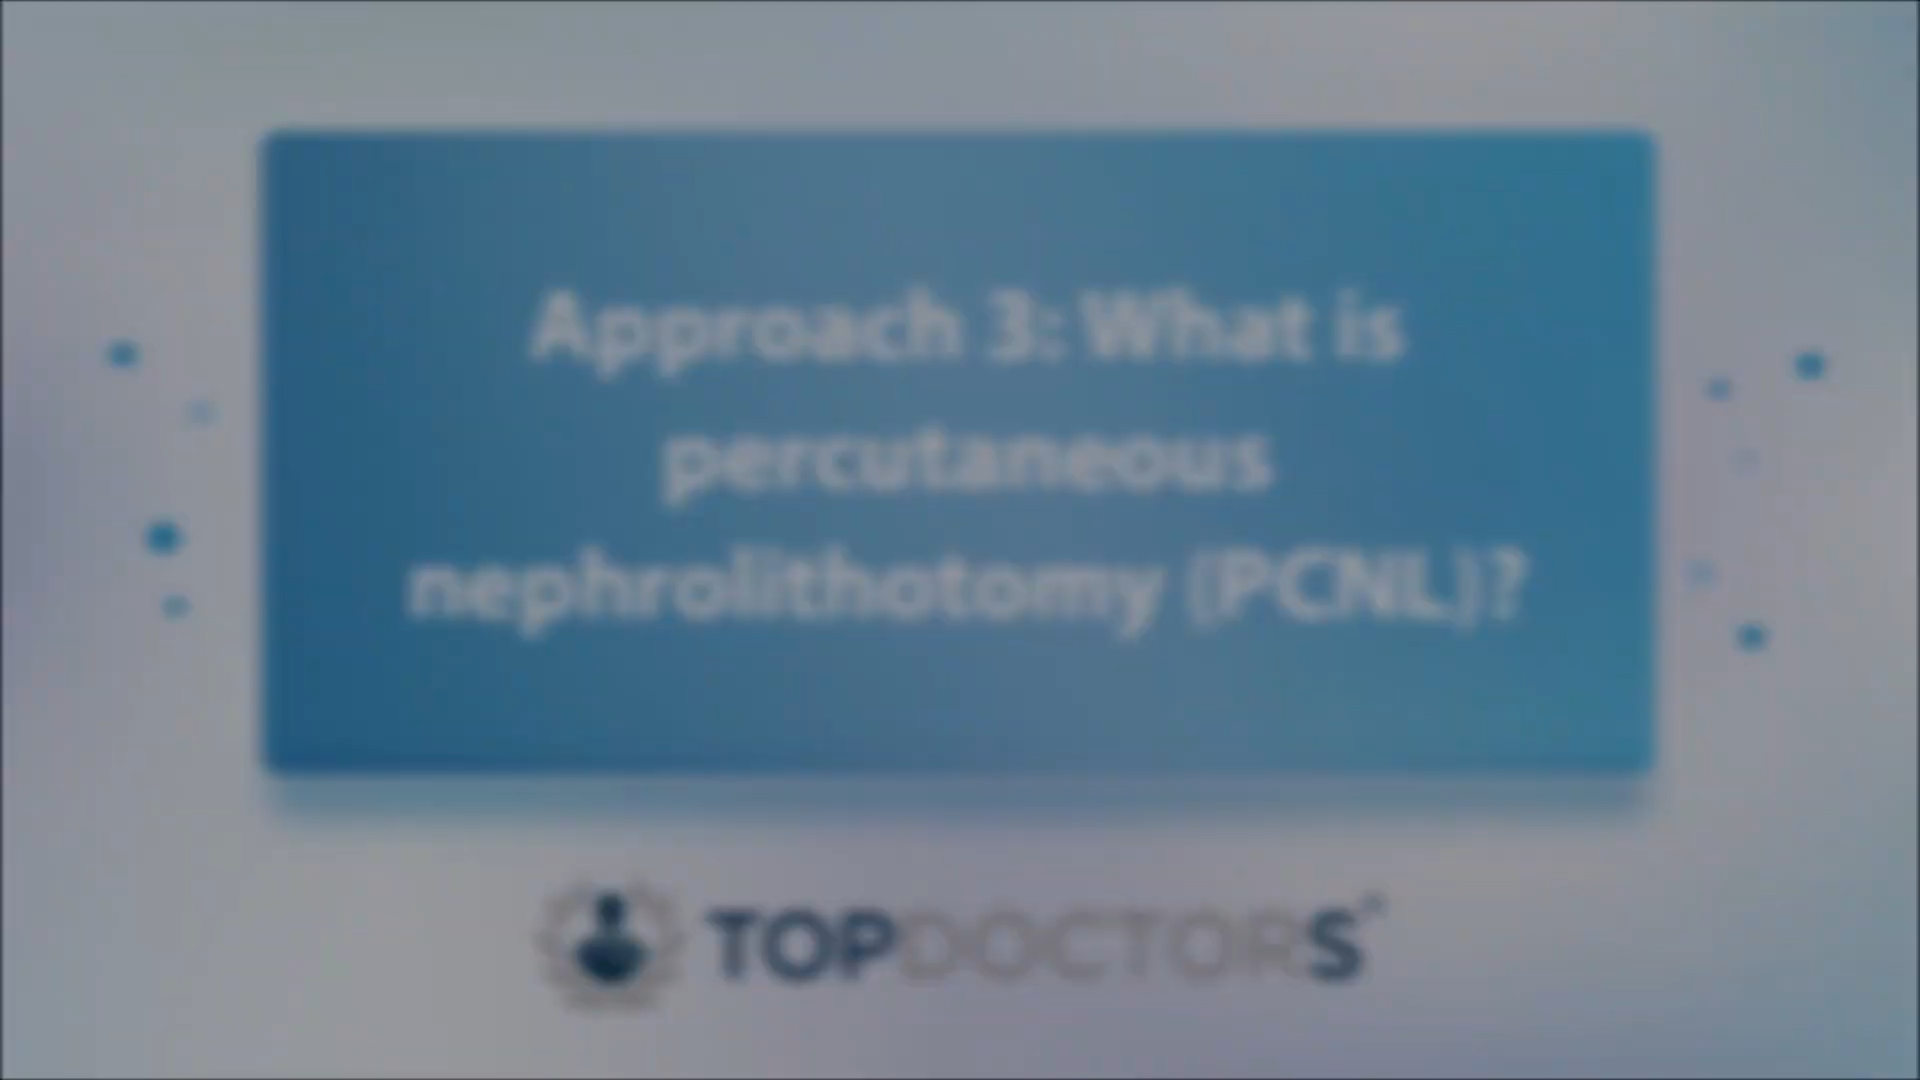 Approach 3: What is
percutaneous
nephrolithotomy (PCNL)?
TOPDOCTORS